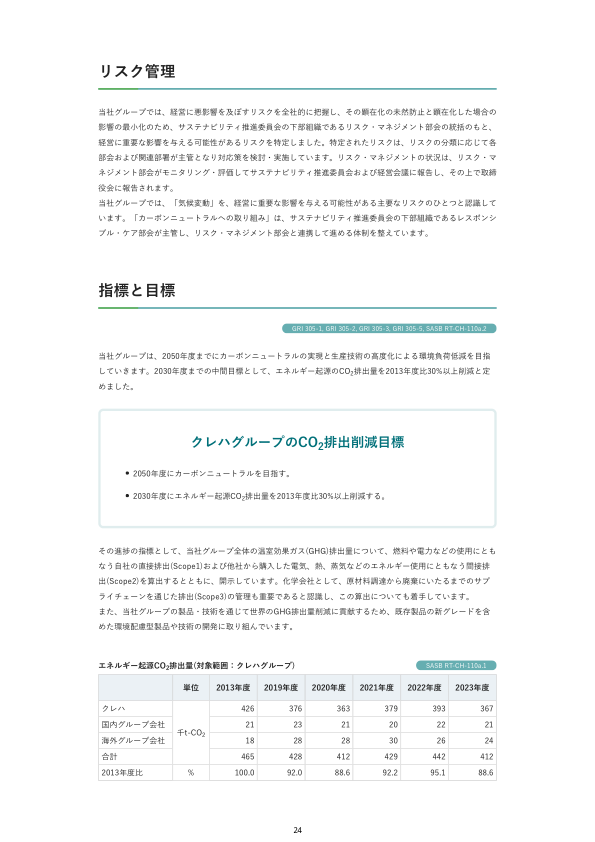 リスク管理
当社グループでは、経営に悪影響を及ぼすリスクを全社的に把握し、その顕在化の未然防止と顕在化した場合の
影響の最小化のため、サステナビリティ推進委員会の下部組織であるリスク・マネジメント部会の統括のもと、
経営に重要な影響を与える可能性があるリスクを特定しました。特定されたリスクは、リスクの分類に応じて各
部会および関連部署が主管となり対応策を検討・実施しています。リスク・マネジメントの状況は、リスク・マ
ネジメント部会がモニタリング・評価してサステナビリティ推進委員会および経営会議に報告し、その上で取締
役会に報告されます。
当社グループでは、「気候変動」を、経営に重要な影響を与える可能性がある主要なリスクのひとつと認識して
います。「カーボンニュートラルへの取り組み」は、サステナビリティ推進委員会の下部組織であるレスポンシ
ブル・ケア部会が主管し、リスク・マネジメント部会と連携して進める体制を整えています。
指標と目標
GRI 305-1, GRI 305-2, GRI 305-3, GRI 305-5, SASB RT-CH-110a.2
当社グループは、2050年度までにカーボンニュートラルの実現と生産技術の高度化による環境負荷低減を目指
していきます。2030年度までの中間目標として、エネルギー起源のCO2排出量を2013年度比30%以上削減と定
めました。
クレハグループのCO2排出削減目標
• 2050年度にカーボンニュートラルを目指す。
• 2030年度にエネルギー起源CO2排出量を2013年度比30%以上削減する。
その進捗の指標として、当社グループ全体の温室効果ガス(GHG)排出量について、燃料や電力などの使用にとも
なう自社の直接排出(Scope1)および他社から購入した電気、熱、蒸気などのエネルギー使用にともなう間接排
出(Scope2)を算出するとともに、開示しています。化学会社として、原材料調達から廃棄にいたるまでのサプ
ライチェーンを通じた排出(Scope3)の管理も重要であると認識し、この算出についても着手しています。
また、当社グループの製品・技術を通じて世界のGHG排出量削減に貢献するため、既存製品の新グレードを含
めた環境配慮型製品や技術の開発に取り組んでいます。
エネルギー起源CO2排出量(対象範囲：クレハグループ) SASB RT-CH-110a.1
単位 2013年度 2019年度 2020年度 2021年度 2022年度 2023年度
クレハ 426 376 363 379 393 367
国内グループ会社 21 23 21 20 22 21
千t-CO2
海外グループ会社 18 28 28 30 26 24
合計 465 428 412 429 442 412
2013年度比 % 100.0 92.0 88.6 92.2 95.1 88.6
24